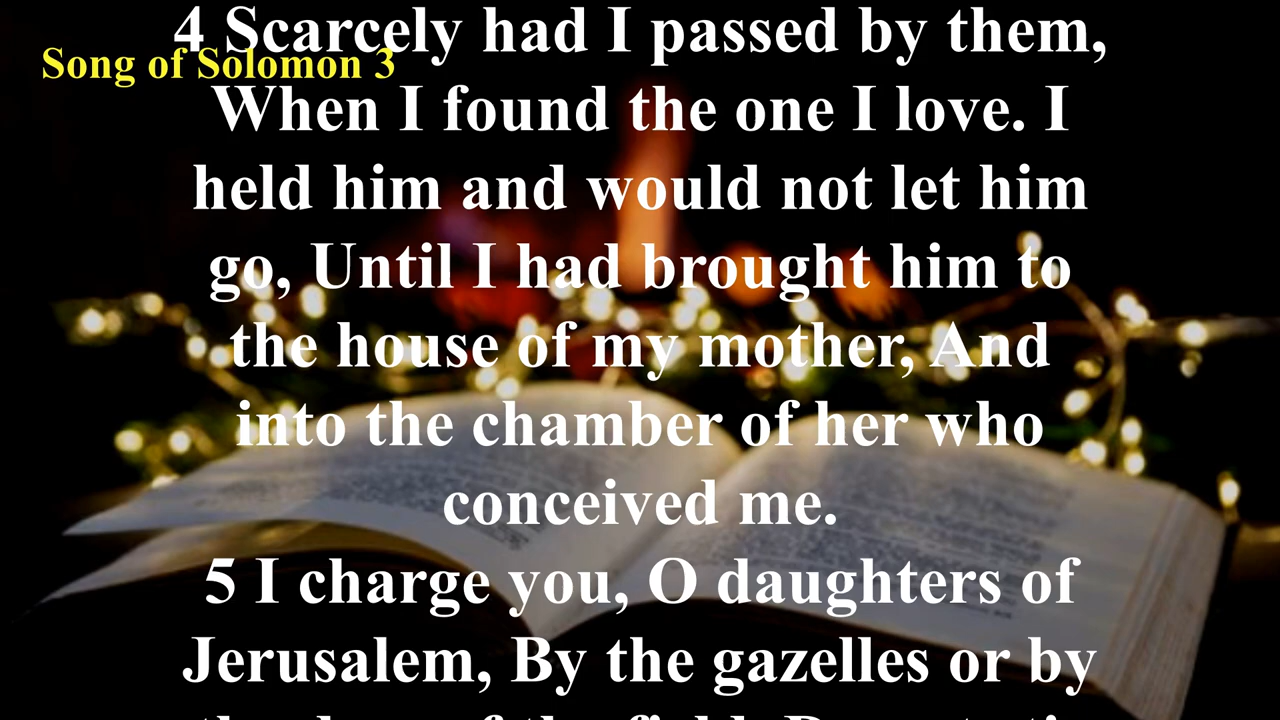 4 Scarcely had I passed by them,
Song of Solomon 3
When I found the one I love. I
held him and would not let him
go, Until I had brought him to
the house of my mother, And
into the chamber of her who
conceived me.
5 I charge you, O daughters of
Jerusalem, By the gazelles or by